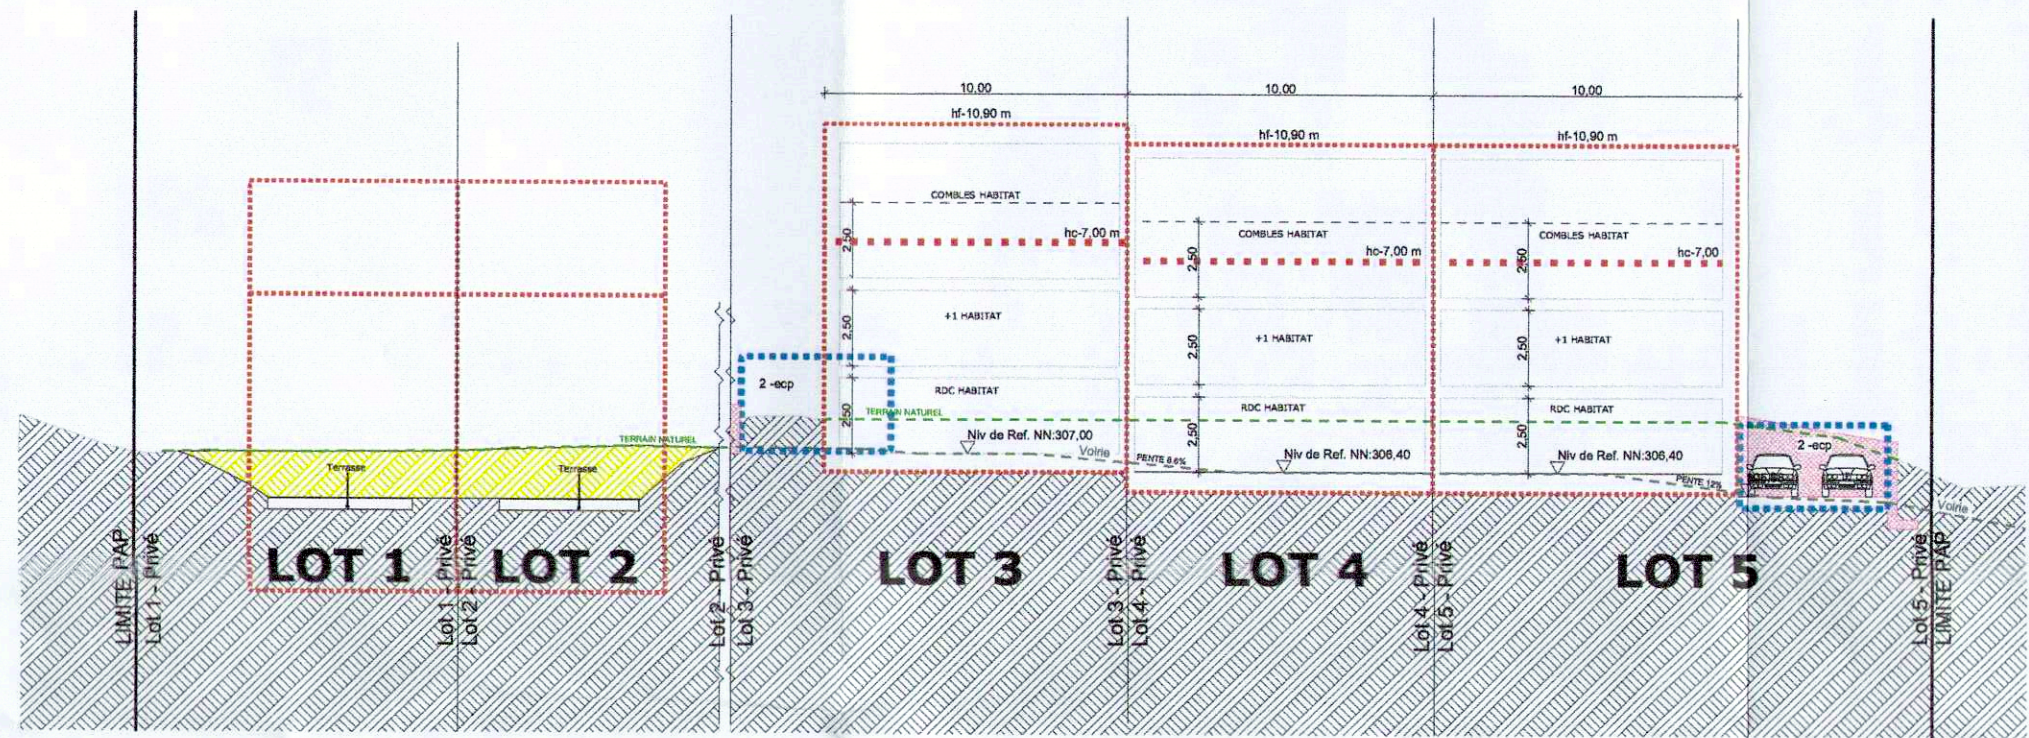 10,00
10,00
10,00
hf-10,90 m
hf-10,90 m
hf-10,90 m
COMBLES HABITAT
COMBLES HABITAT
COMBLES HABITAT
hc-7,00 m
hc-7,00 m
hc-7,00
2,50
2,50
2,50
+1 HABITAT
+1 HABITAT
+1 HABITAT
2,50
2,50
2,50
2 -ecp
RDC HABITAT
RDC HABITAT
RDC HABITAT
2,50
2,50
2,50
TERRAIN NATUREL
TERRAIN NATUREL
Niv de Ref. NN:307,00
Voirie
PENTE 6.6%
Niv de Ref. NN:306,40
Niv de Ref. NN:306,40
PENTE 12%
2 -ecp
Voirie
Terrasse
Terrasse
LOT 1
LOT 2
LOT 3
LOT 4
LOT 5
LIMITE PAP
Lot 1 - Privé
Lot 1 - Privé
Lot 2 - Privé
Lot 2 - Privé
Lot 3 - Privé
Lot 3 - Privé
Lot 4 - Privé
Lot 4 - Privé
Lot 5 - Privé
Lot 5 - Privé
LIMITE PAP